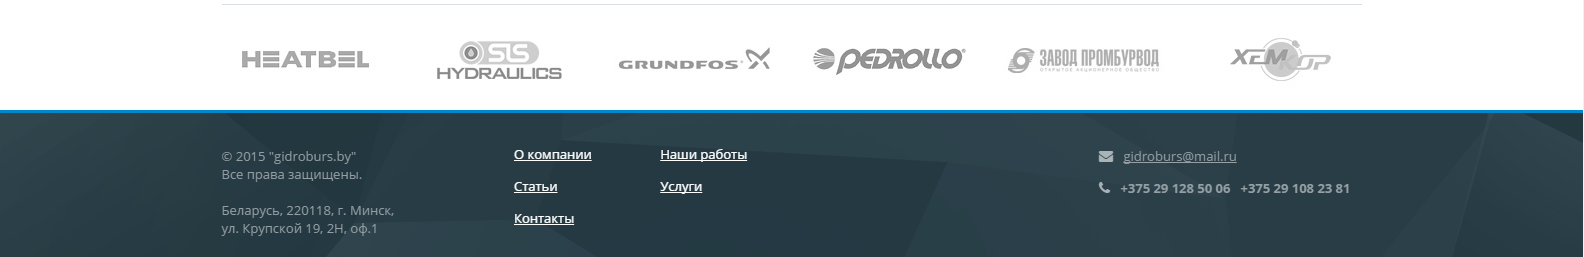 HEATBEL
SLS
HYDRAULICS
GRUNDFOS
PEDROLLO®
ЗАВОД ПРОМБУРВОД
ОТКРЫТОЕ АКЦИОНЕРНОЕ ОБЩЕСТВО
ХЕМКОР
© 2015 "gidroburs.by"
Все права защищены.
Беларусь, 220118, г. Минск,
ул. Крупской 19, 2Н, оф.1
О компании
Статьи
Контакты
Наши работы
Услуги
gidroburs@mail.ru
+375 29 128 50 06 +375 29 108 23 81